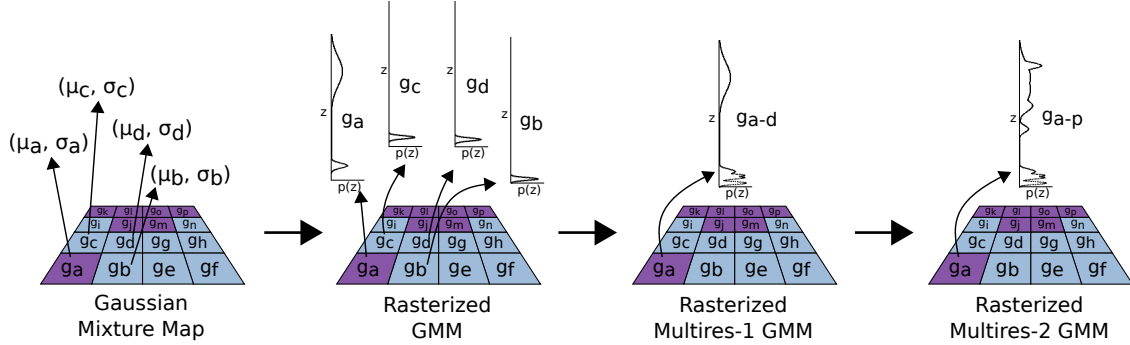 (μc, σc)
(μa, σa)
(μd, σd)
(μb, σb)
gk gl go gp
gi gj gm gn
gc gd gg gh
ga gb ge gf
Gaussian
Mixture Map
z
ga
p(z)
z
gc
p(z)
z
gd
p(z)
z
gb
p(z)
gk gl go gp
gi gj gm gn
gc gd gg gh
ga gb ge gf
Rasterized
GMM
z
ga-d
p(z)
gk gl go gp
gi gj gm gn
gc gd gg gh
ga gb ge gf
Rasterized
Multires-1 GMM
z
ga-p
p(z)
gk gl go gp
gi gj gm gn
gc gd gg gh
ga gb ge gf
Rasterized
Multires-2 GMM